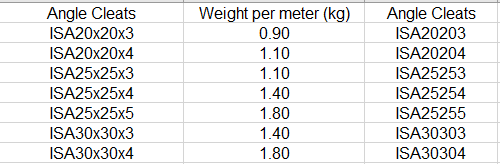 Angle Cleats Weight per meter (kg) Angle Cleats
ISA20x20x3 0.90 ISA20203
ISA20x20x4 1.10 ISA20204
ISA25x25x3 1.10 ISA25253
ISA25x25x4 1.40 ISA25254
ISA25x25x5 1.80 ISA25255
ISA30x30x3 1.40 ISA30303
ISA30x30x4 1.80 ISA30304